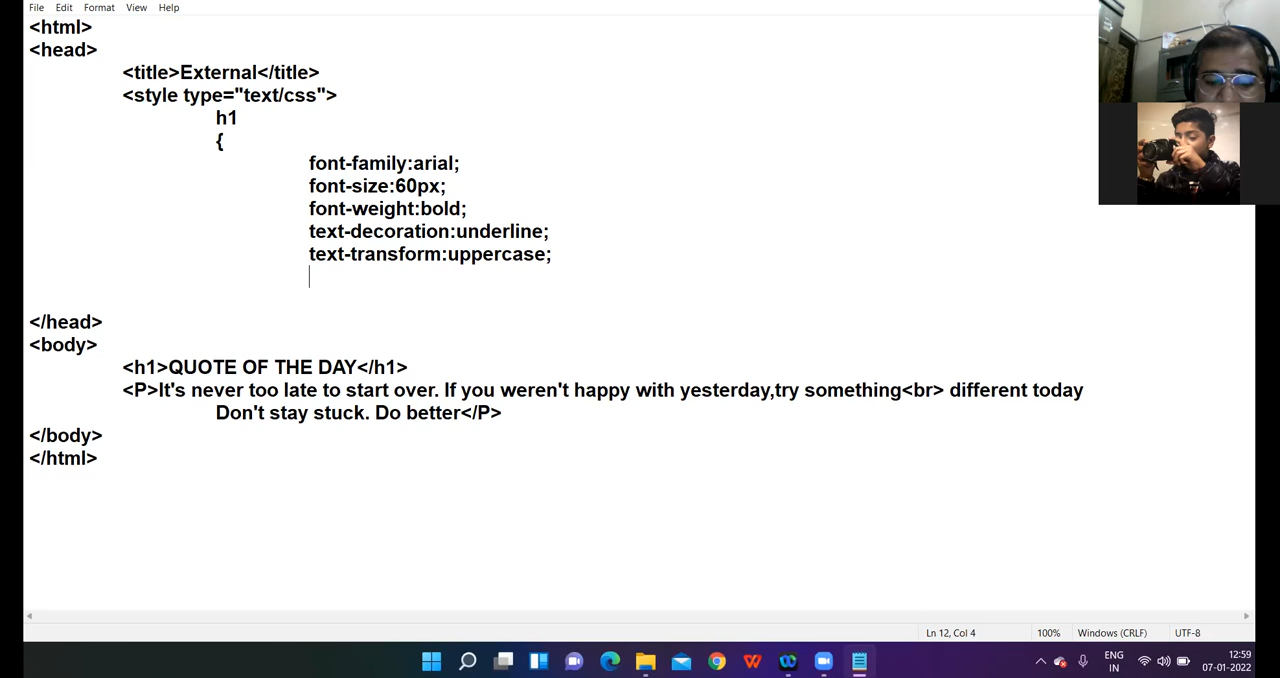 File Edit Format View Help
<html>
<head>
<title>External</title>
<style type="text/css">
h1
{
font-family:arial;
font-size:60px;
font-weight:bold;
text-decoration:underline;
text-transform:uppercase;
</head>
<body>
<h1>QUOTE OF THE DAY</h1>
<P>It's never too late to start over. If you weren't happy with yesterday,try something<br> different today
Don't stay stuck. Do better</P>
</body>
</html>
Ln 12, Col 4 100% Windows (CRLF) UTF-8
ENG 12:59
IN 07-01-2022